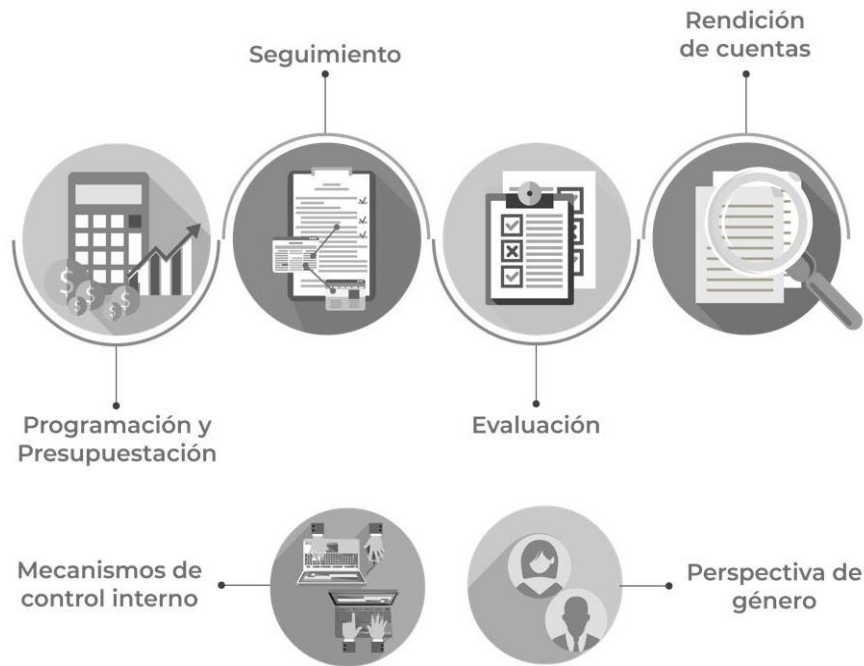 Rendición
de cuentas
Seguimiento
Programación y
Presupuestación
Evaluación
Mecanismos de
control interno
Perspectiva de
género